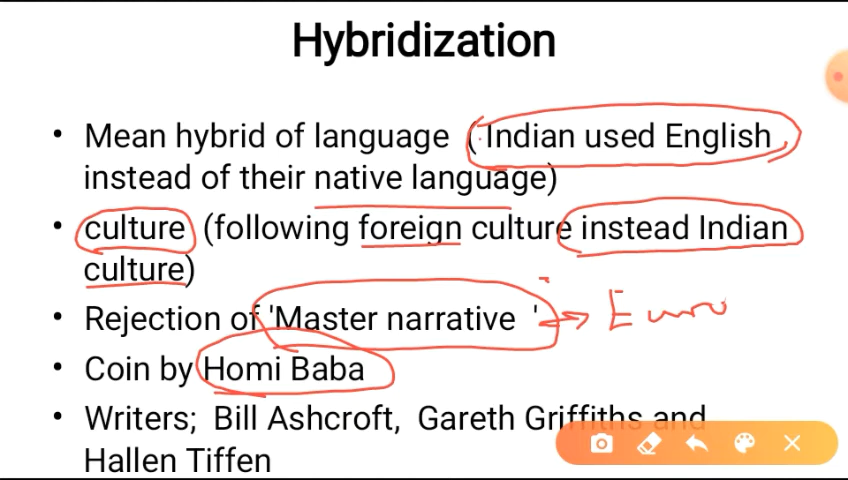 Hybridization
• Mean hybrid of language ( Indian used English
instead of their native language)
• culture (following foreign culture instead Indian
culture)
• Rejection of 'Master narrative '
• Coin by Homi Baba
• Writers; Bill Ashcroft, Gareth Griffiths and
Hallen Tiffen